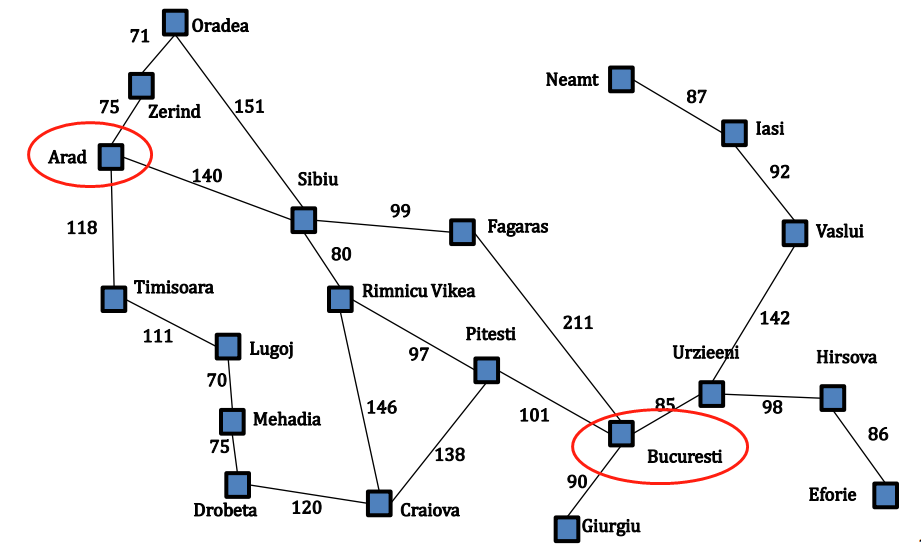 Oradea
71
Neamt
87
Zerind
75
151
Iasi
Arad
140
Sibiu
92
99
Fagaras
Vaslui
118
80
Timisoara
Rimnicu Vikea
211
142
111
Lugoj
97
Pitesti
Urzieeni
Hirsova
70
146
101
85
98
Mehadia
75
138
Bucuresti
86
90
Drobeta
120
Craiova
Giurgiu
Eforie